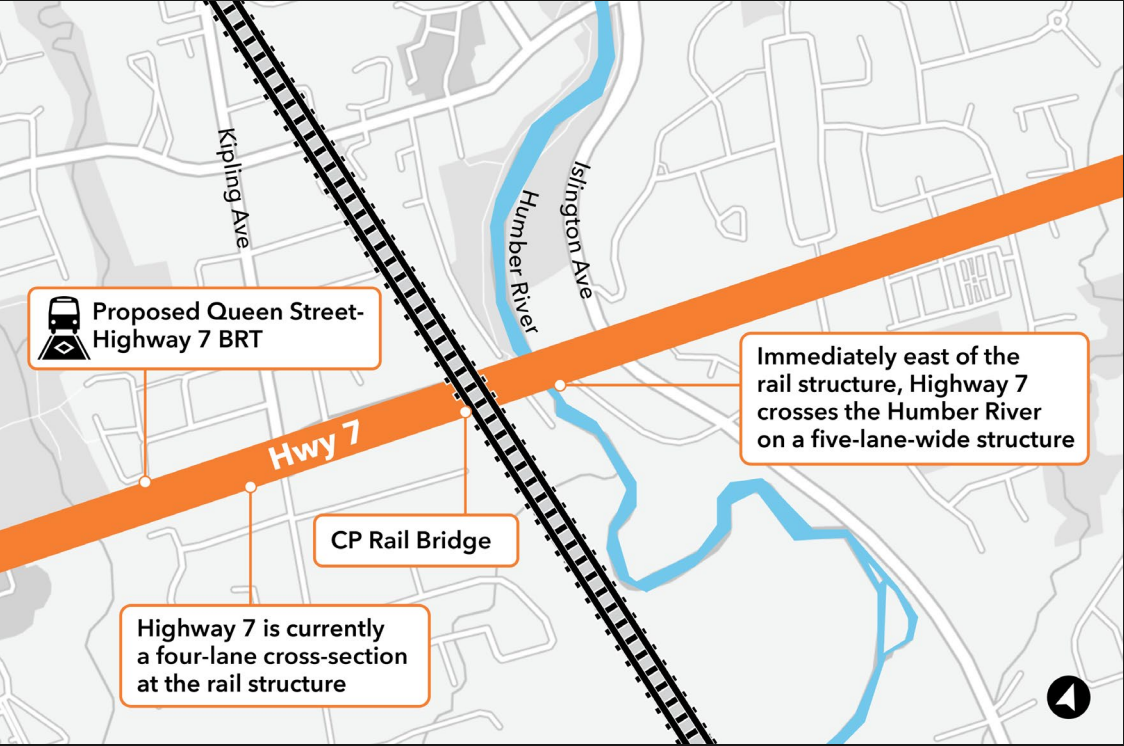 Kipling Ave
Humber River
Islington Ave
Proposed Queen Street-
Highway 7 BRT
Immediately east of the
rail structure, Highway 7
crosses the Humber River
on a five-lane-wide structure
Hwy 7
CP Rail Bridge
Highway 7 is currently
a four-lane cross-section
at the rail structure